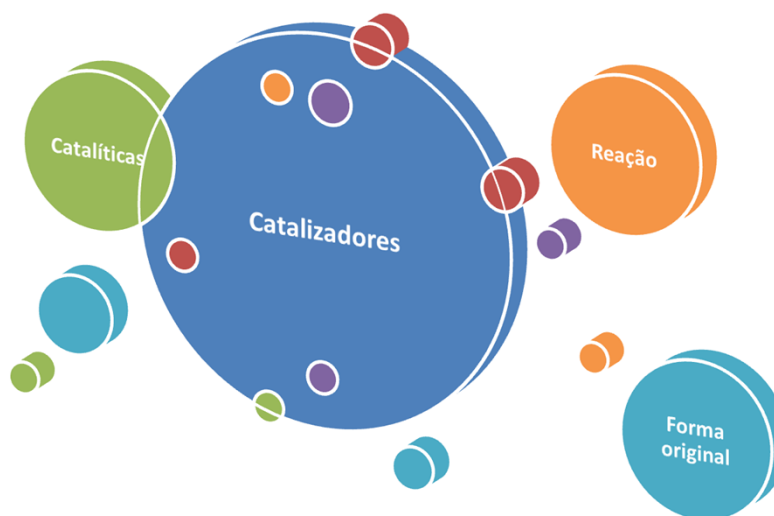 Catalíticas
Catalizadores
Reação
Forma
original